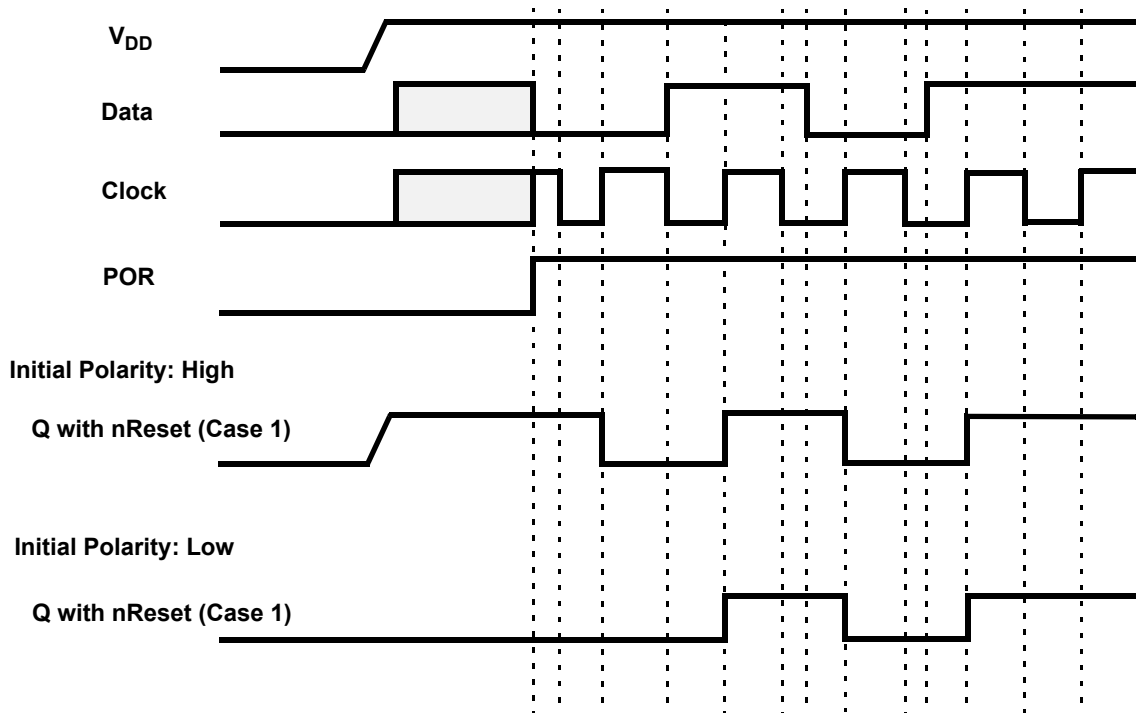 VDD
Data
Clock
POR
Initial Polarity: High
Q with nReset (Case 1)
Initial Polarity: Low
Q with nReset (Case 1)